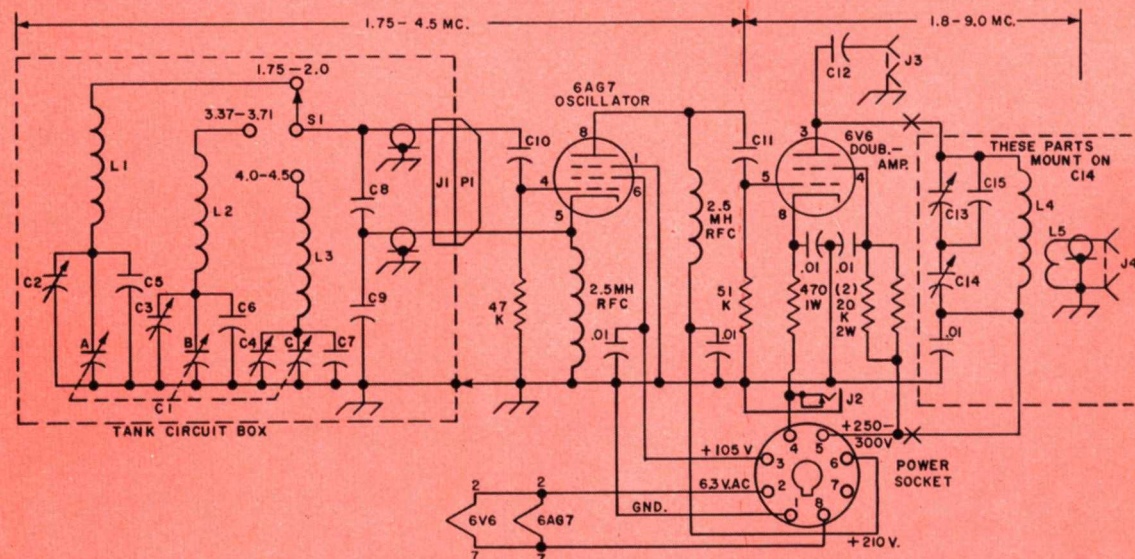 1.75 – 4.5 MC.
1.8 – 9.0 MC.
1.75 – 2.0
3.37 – 3.71
S1
4.0 – 4.5
L1
L2
L3
C2
C5
C3
C6
C4
C7
A
B
C
C1
C8
C9
TANK CIRCUIT BOX
J1
P1
C10
6AG7
OSCILLATOR
8
1
6
4
5
47
K
2.5MH
RFC
.01
2.5
MH
RFC
.01
C11
51
K
C12
J3
3
6V6
DOUB.–
AMP.
5
4
8
.01
.01
470
1W
(2)
20
K
2W
THESE PARTS
MOUNT ON
C14
C13
C15
C14
L4
L5
J4
.01
J2
+250–
300V
POWER
SOCKET
4
5
3
6
2
7
1
8
+105 V
6.3 V.AC
GND.
+210 V.
2
2
6V6
6AG7
7
7